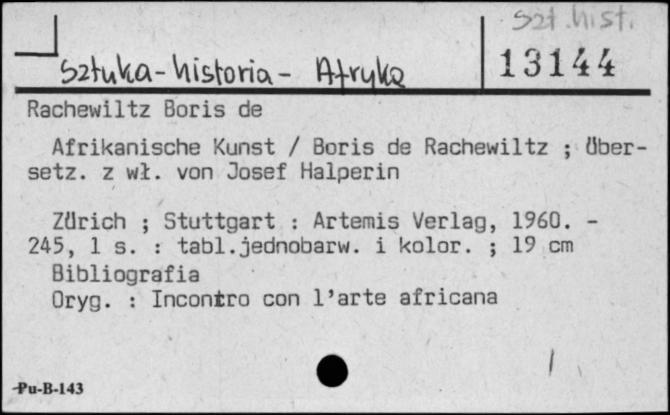 Szt.hist.
Sztuka-historia- Afryka
13144
Rachewiltz Boris de
Afrikanische Kunst / Boris de Rachewiltz ; Über-
setz. z wł. von Josef Halperin
Zürich ; Stuttgart : Artemis Verlag, 1960. -
245, 1 s. : tabl.jednobarw. i kolor. ; 19 cm
Bibliografia
Oryg. : Incontro con l'arte africana
Pu-B-143